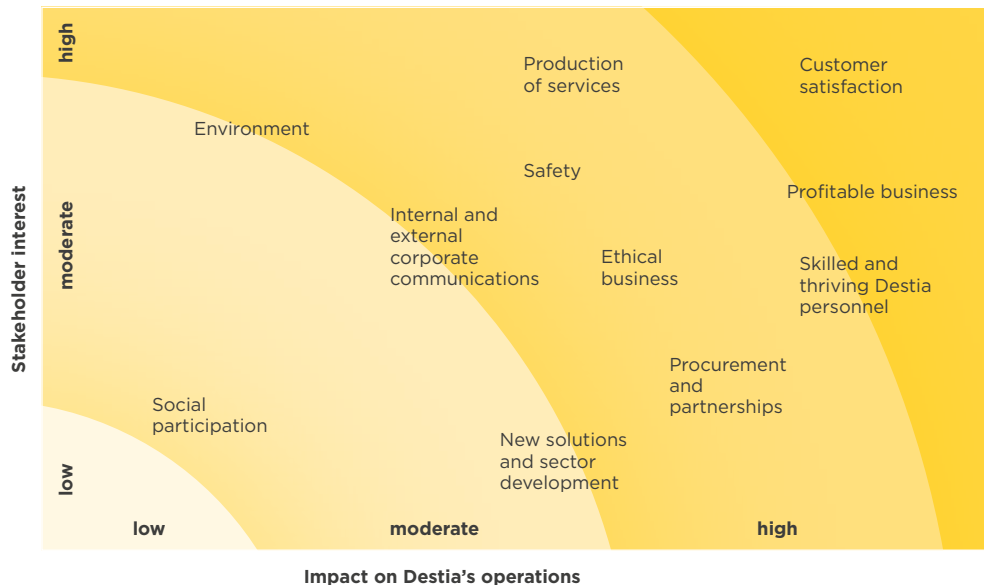 Stakeholder interest
high
moderate
low
Production
of services
Customer
satisfaction
Environment
Safety
Profitable business
Internal and
external
corporate
communications
Ethical
business
Skilled and
thriving Destia
personnel
Procurement
and
partnerships
Social
participation
New solutions
and sector
development
low
moderate
high
Impact on Destia's operations